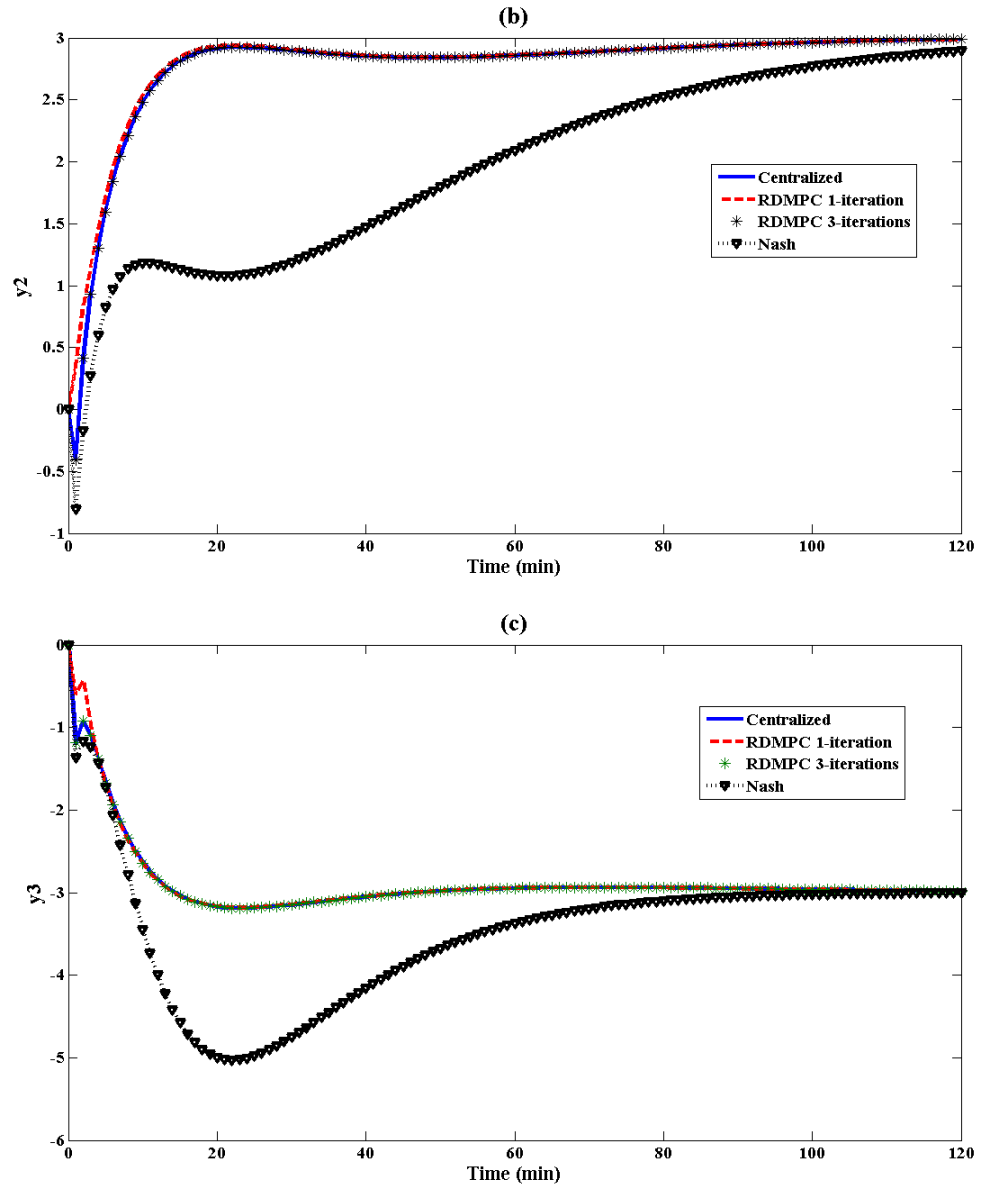 (b)
3
2.5
2
1.5
1
0.5
0
-0.5
-1
y2
Centralized
RDMPC 1-iteration
RDMPC 3-iterations
Nash
0 20 40 60 80 100 120
Time (min)
(c)
0
-1
-2
-3
-4
-5
-6
y3
Centralized
RDMPC 1-iteration
RDMPC 3-iterations
Nash
0 20 40 60 80 100 120
Time (min)